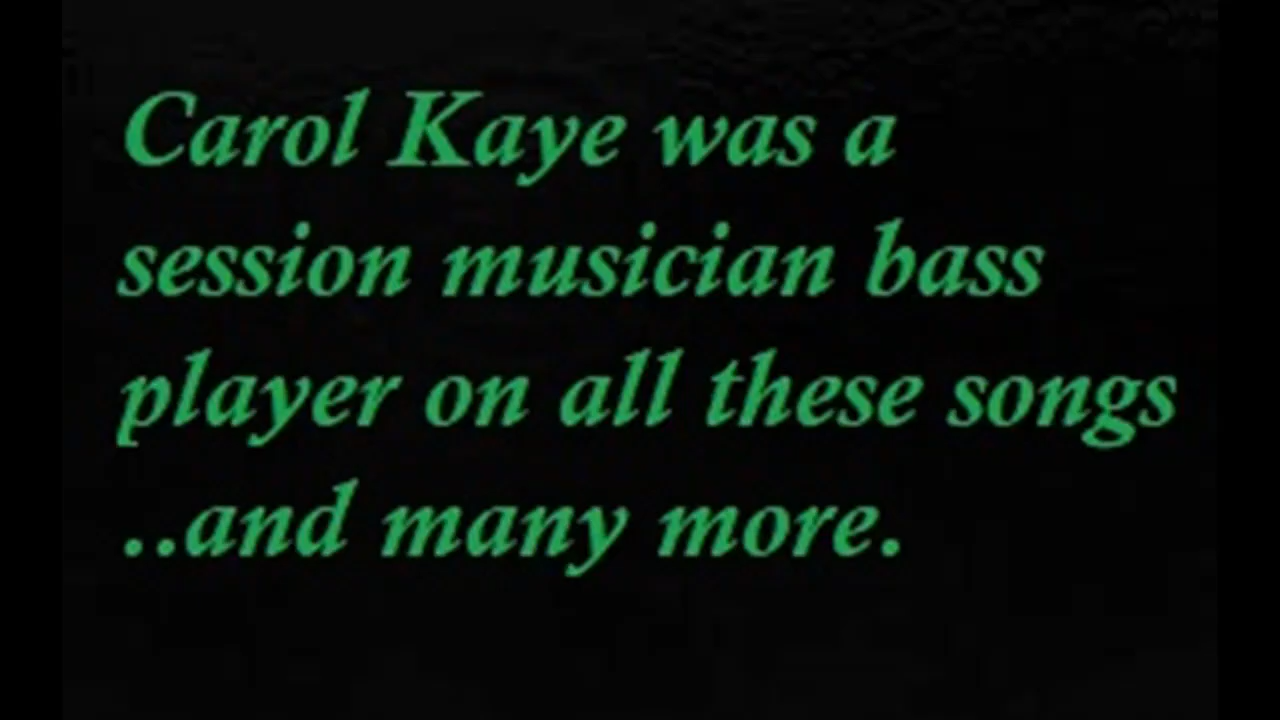 Carol Kaye was a
session musician bass
player on all these songs
..and many more.